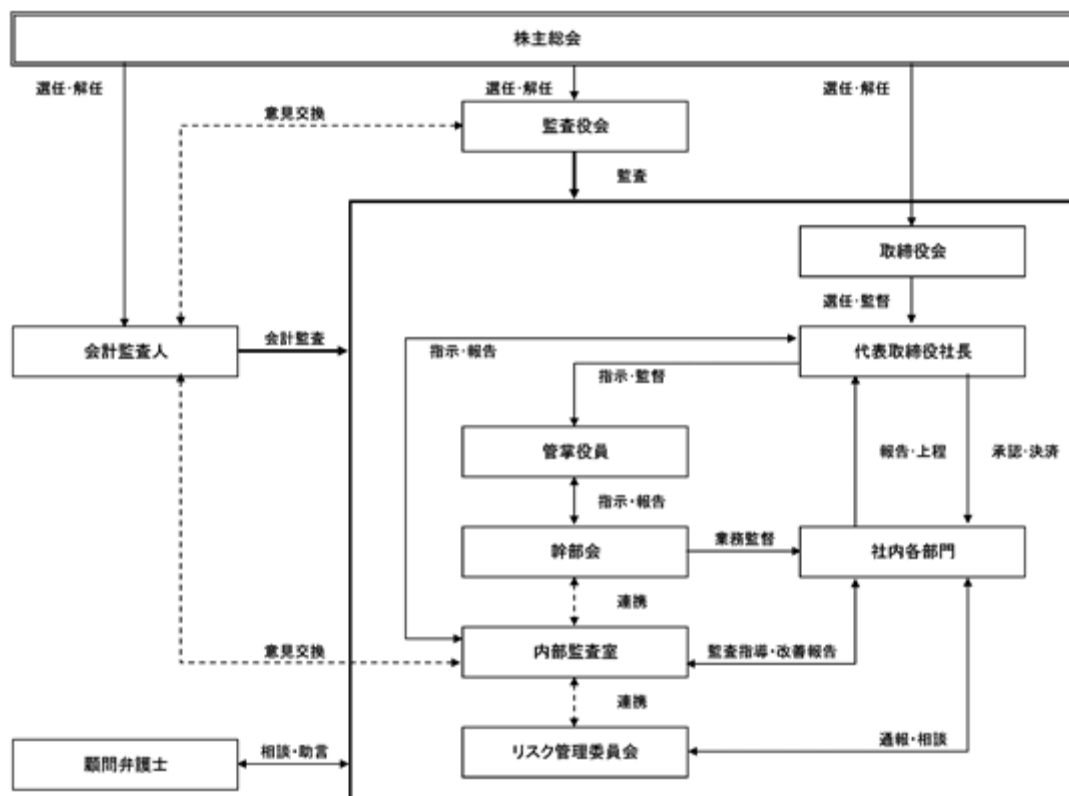 株主総会
選任・解任
選任・解任
選任・解任
意見交換
監査役会
監査
取締役会
選任・監督
会計監査人
会計監査
指示・報告
代表取締役社長
指示・監督
管掌役員
報告・上程
承認・決済
指示・報告
幹部会
業務監督
社内各部門
連携
意見交換
内部監査室
監査指導・改善報告
連携
顧問弁護士
相談・助言
リスク管理委員会
通報・相談